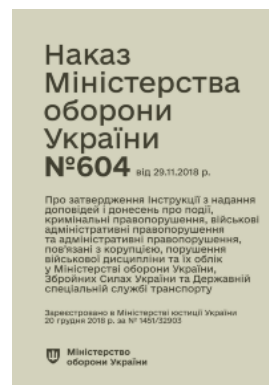 Наказ
Міністерства
оборони
України
№604 від 29.11.2018 р.
Про затвердження Інструкції з надання
доповідей і донесень про події,
кримінальні правопорушення, військові
адміністративні правопорушення
та адміністративні правопорушення,
пов'язані з корупцією, порушення
військової дисципліни та їх облік
у Міністерстві оборони України,
Збройних Силах України та Державній
спеціальній службі транспорту
Зареєстровано в Міністерстві юстиції України
20 грудня 2018 р. за № 1451/32903
Міністерство
оборони України